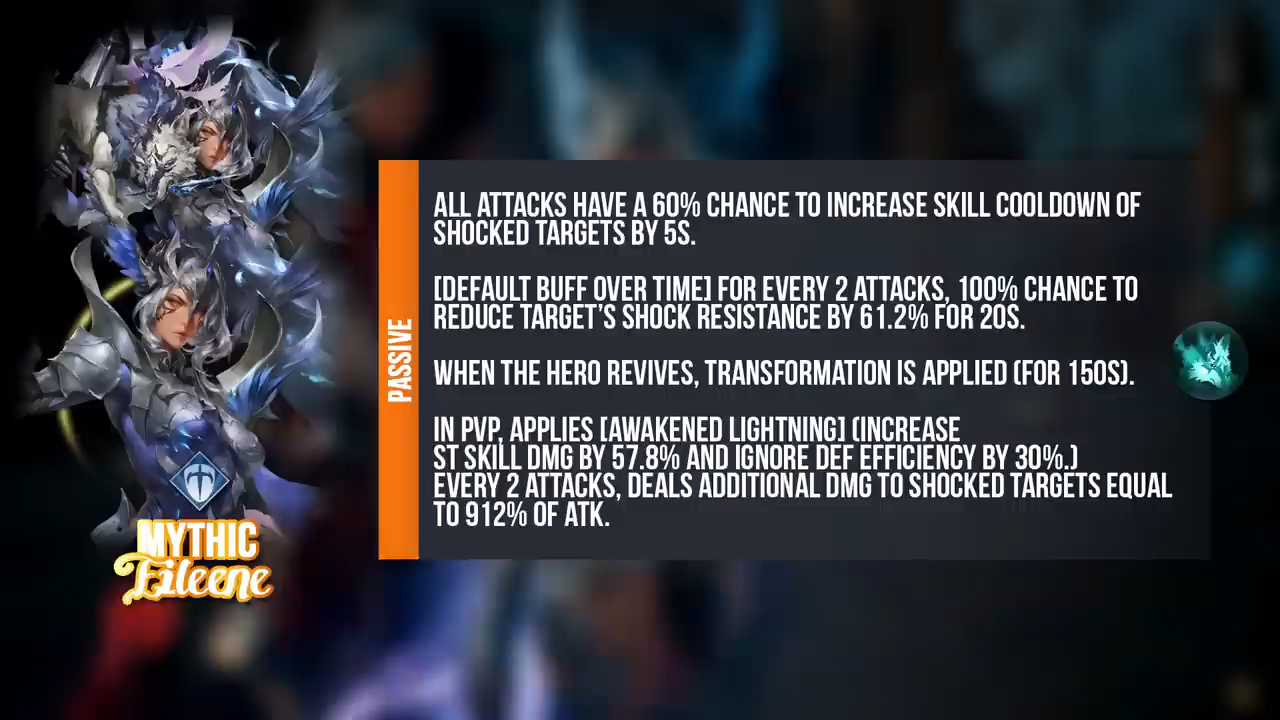 ALL ATTACKS HAVE A 60% CHANCE TO INCREASE SKILL COOLDOWN OF
SHOCKED TARGETS BY 5S.
[DEFAULT BUFF OVER TIME] FOR EVERY 2 ATTACKS, 100% CHANCE TO
REDUCE TARGET'S SHOCK RESISTANCE BY 61.2% FOR 20S.
WHEN THE HERO REVIVES, TRANSFORMATION IS APPLIED (FOR 150S).
IN PVP, APPLIES [AWAKENED LIGHTNING] (INCREASE
ST SKILL DMG BY 57.8% AND IGNORE DEF EFFICIENCY BY 30%.)
EVERY 2 ATTACKS, DEALS ADDITIONAL DMG TO SHOCKED TARGETS EQUAL
TO 912% OF ATK.
PASSIVE
MYTHIC
Eileene